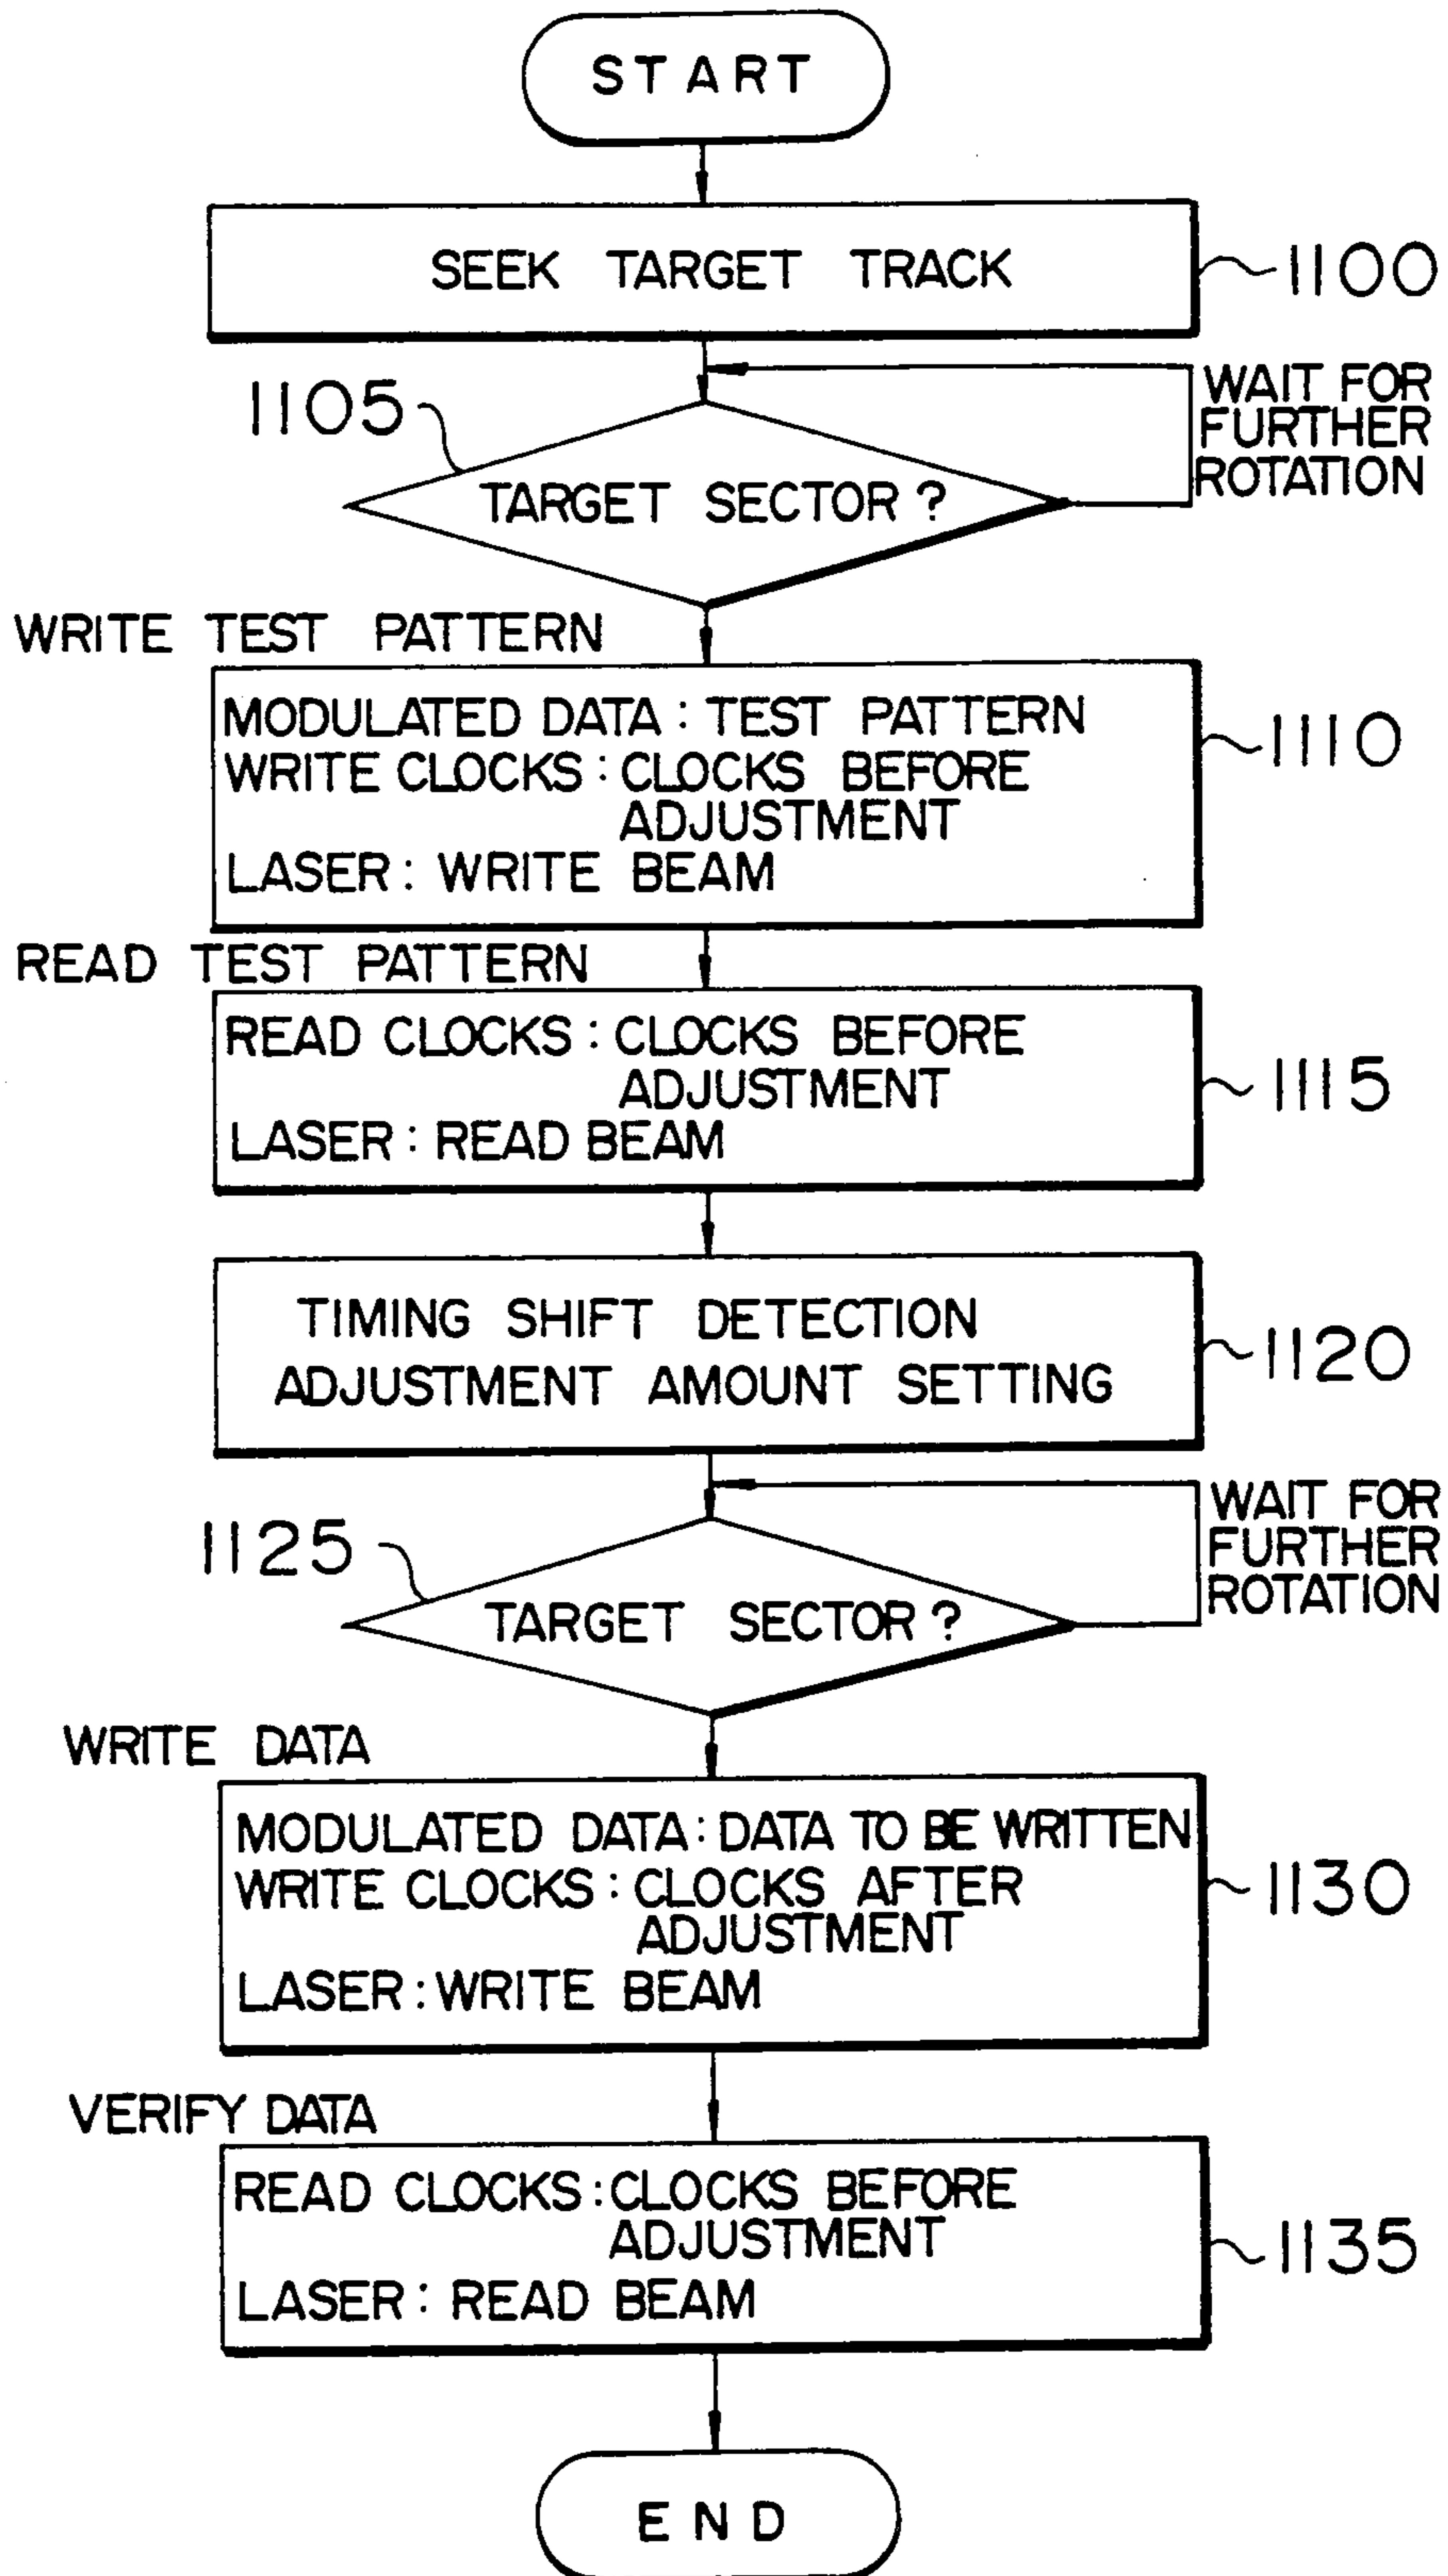 START
SEEK TARGET TRACK
1100
WAIT FOR
FURTHER
ROTATION
1105
TARGET SECTOR?
WRITE TEST PATTERN
MODULATED DATA: TEST PATTERN
WRITE CLOCKS: CLOCKS BEFORE
ADJUSTMENT
LASER: WRITE BEAM
1110
READ TEST PATTERN
READ CLOCKS: CLOCKS BEFORE
ADJUSTMENT
LASER: READ BEAM
1115
TIMING SHIFT DETECTION
ADJUSTMENT AMOUNT SETTING
1120
WAIT FOR
FURTHER
ROTATION
1125
TARGET SECTOR?
WRITE DATA
MODULATED DATA: DATA TO BE WRITTEN
WRITE CLOCKS: CLOCKS AFTER
ADJUSTMENT
LASER: WRITE BEAM
1130
VERIFY DATA
READ CLOCKS: CLOCKS BEFORE
ADJUSTMENT
LASER: READ BEAM
1135
END